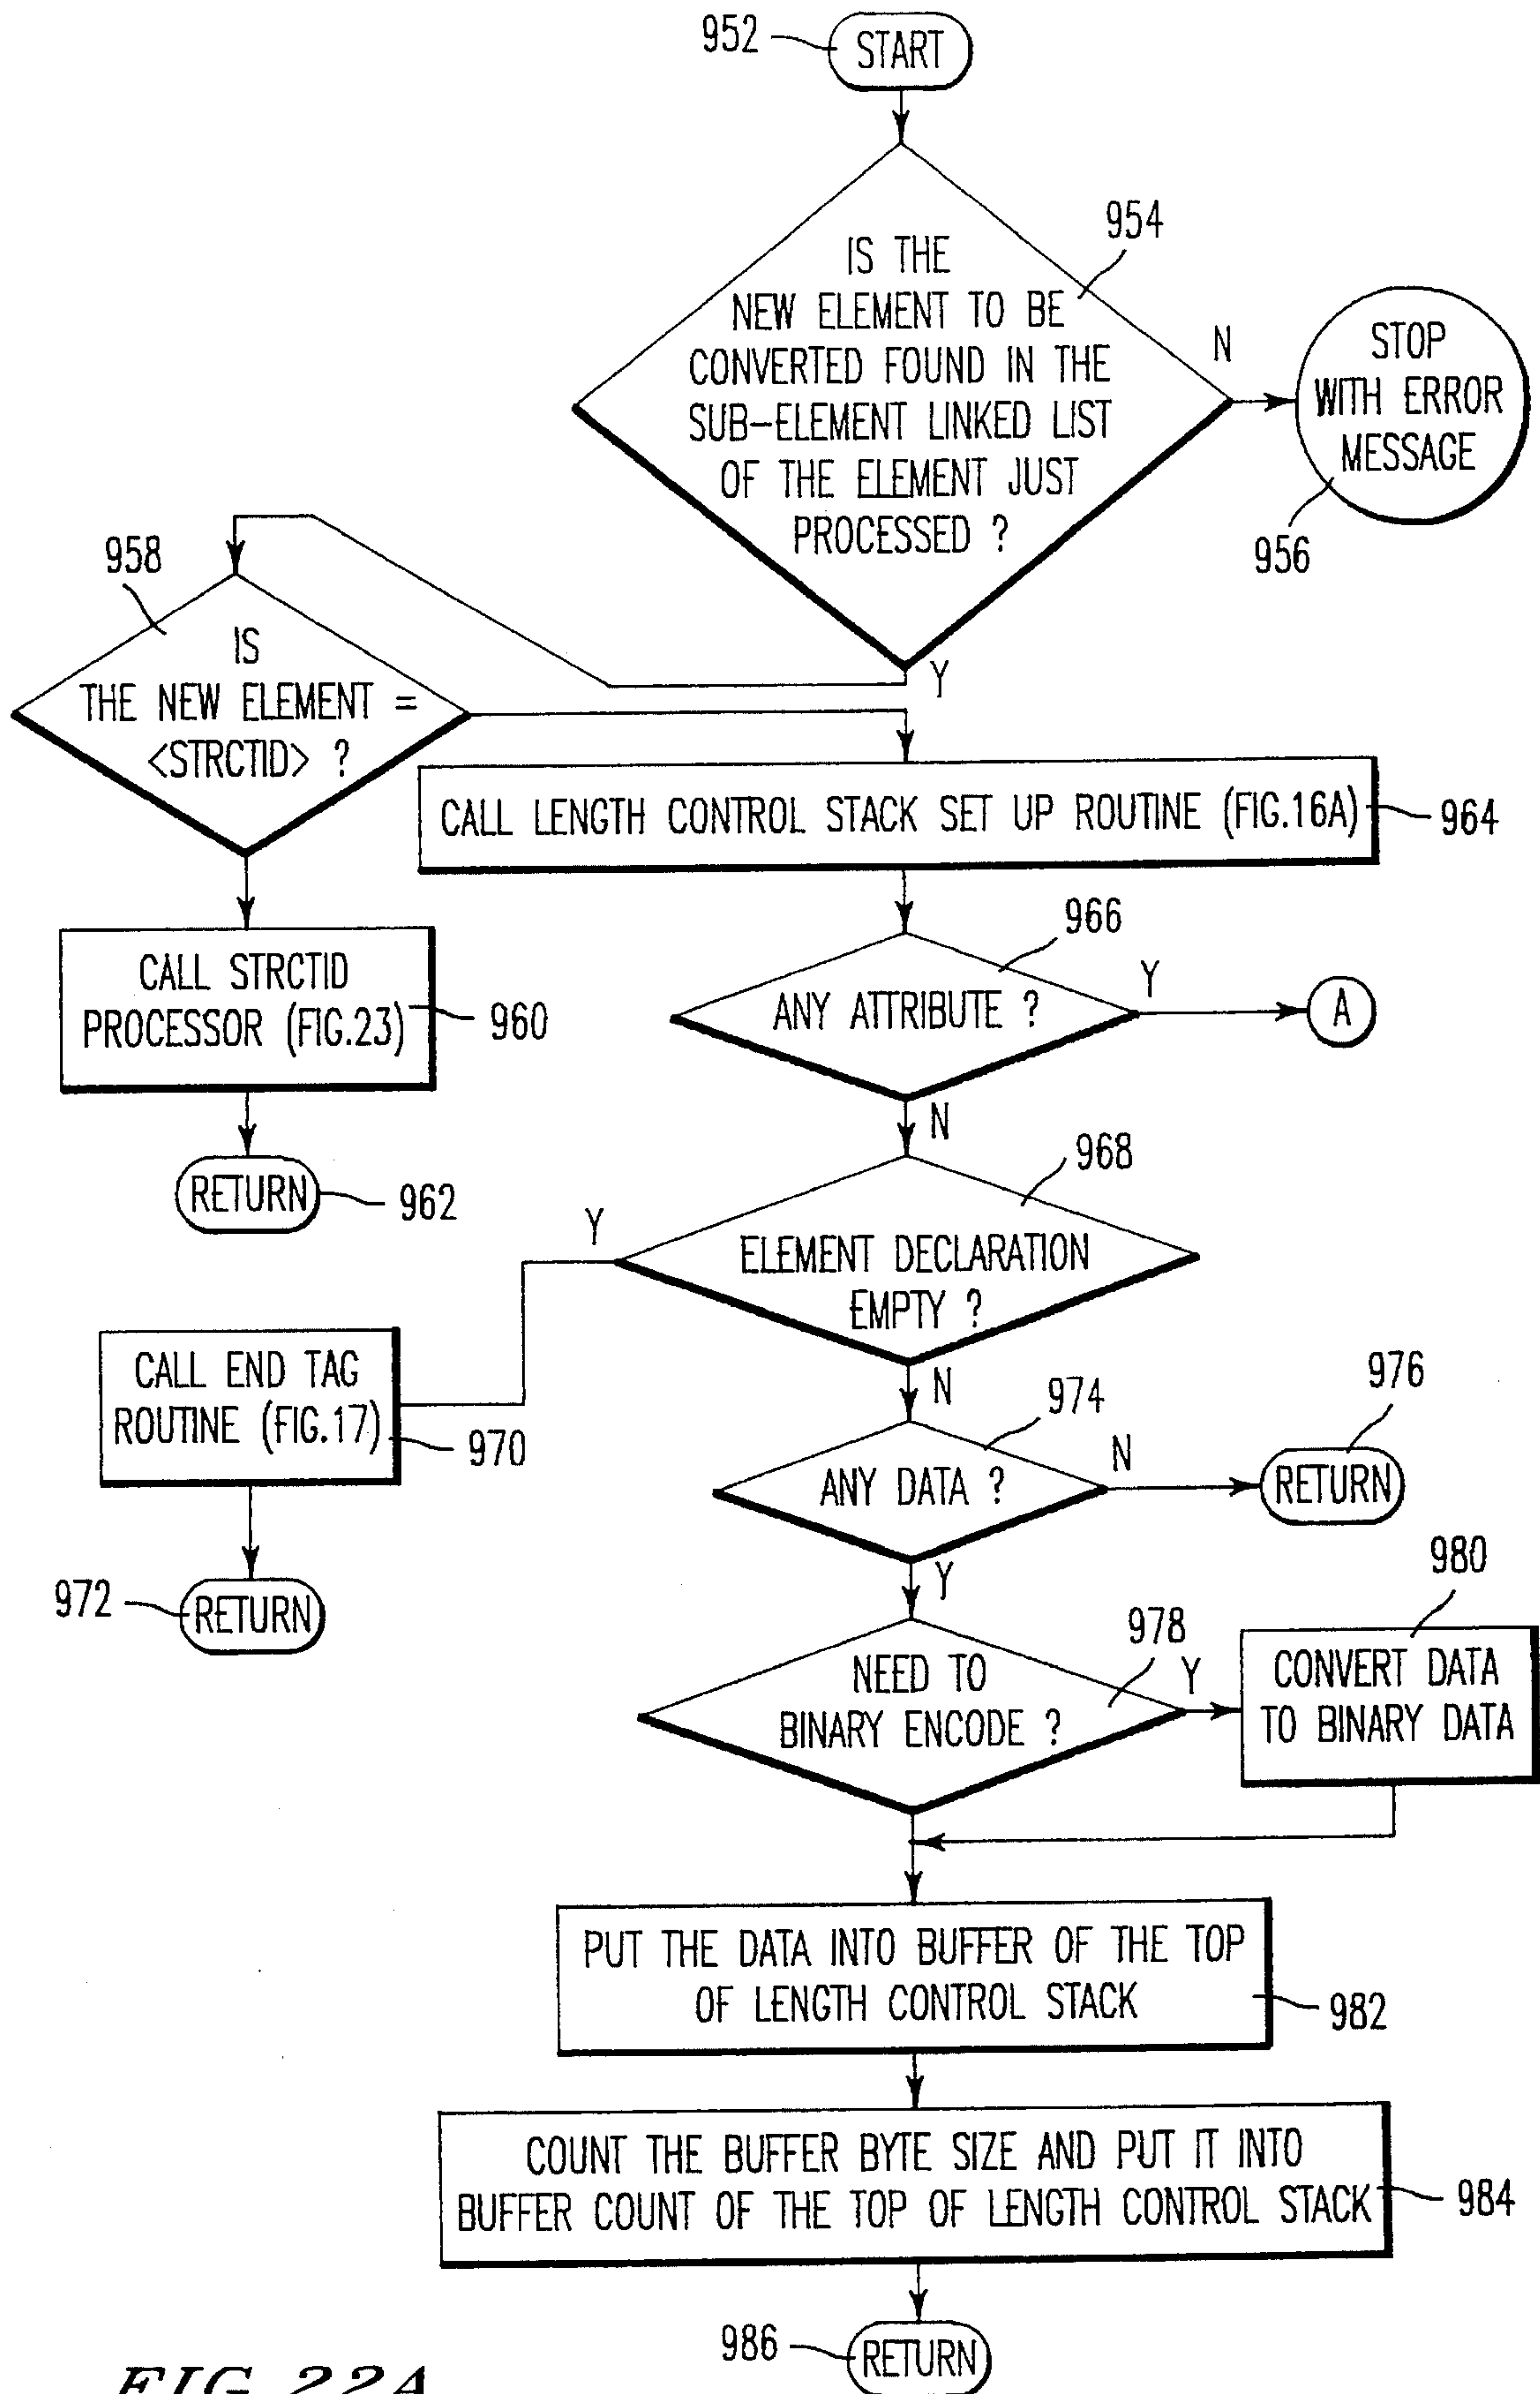 952
START
954
IS THE
NEW ELEMENT TO BE
CONVERTED FOUND IN THE
SUB-ELEMENT LINKED LIST
OF THE ELEMENT JUST
PROCESSED ?
N
STOP
WITH ERROR
MESSAGE
956
Y
958
IS
THE NEW ELEMENT =
<STRCTID> ?
CALL LENGTH CONTROL STACK SET UP ROUTINE (FIG.16A)
964
CALL STRCTID
PROCESSOR (FIG.23)
960
RETURN
962
966
ANY ATTRIBUTE ?
Y
A
N
968
ELEMENT DECLARATION
EMPTY ?
Y
CALL END TAG
ROUTINE (FIG.17)
970
972
RETURN
N
974
ANY DATA ?
N
976
RETURN
Y
978
NEED TO
BINARY ENCODE ?
Y
980
CONVERT DATA
TO BINARY DATA
PUT THE DATA INTO BUFFER OF THE TOP
OF LENGTH CONTROL STACK
982
COUNT THE BUFFER BYTE SIZE AND PUT IT INTO
BUFFER COUNT OF THE TOP OF LENGTH CONTROL STACK
984
986
RETURN
FIG.22A